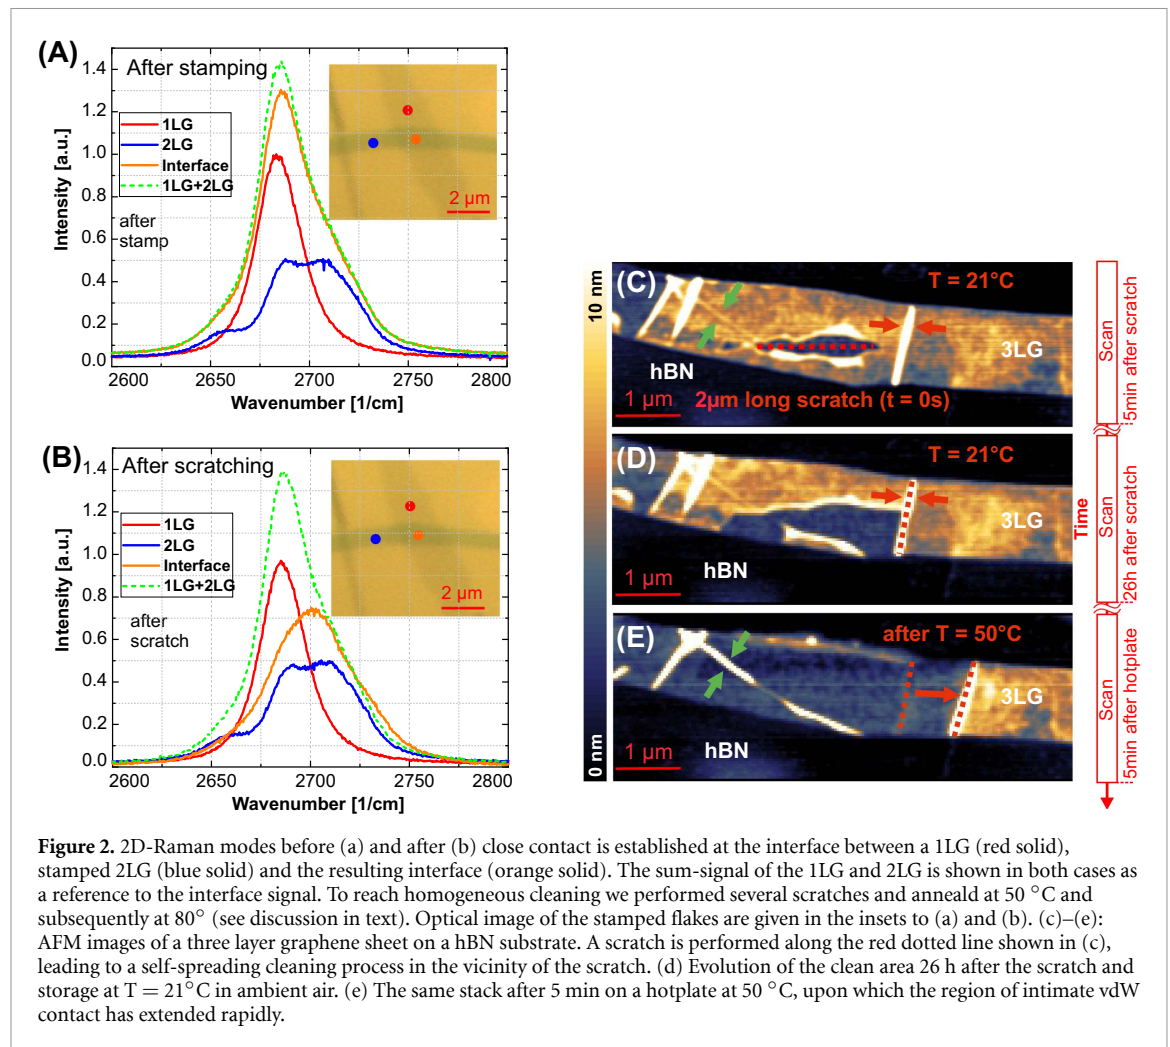 (A)
After stamping
1LG
2LG
Interface
1LG+2LG
after
stamp
2 µm
Intensity [a.u.]
1.4
1.2
1.0
0.8
0.6
0.4
0.2
0.0
2600 2650 2700 2750 2800
Wavenumber [1/cm]
(B)
After scratching
1LG
2LG
Interface
1LG+2LG
after
scratch
2 µm
Intensity [a.u.]
1.4
1.2
1.0
0.8
0.6
0.4
0.2
0.0
2600 2650 2700 2750 2800
Wavenumber [1/cm]
10 nm
0 nm
(C)
T = 21°C
3LG
hBN
1 µm
2µm long scratch (t = 0s)
Scan
5min after scratch
(D)
T = 21°C
3LG
hBN
1 µm
Time
Scan
26h after scratch
(E)
after T = 50°C
3LG
hBN
1 µm
Scan
5min after hotplate
Figure 2. 2D-Raman modes before (a) and after (b) close contact is established at the interface between a 1LG (red solid),
stamped 2LG (blue solid) and the resulting interface (orange solid). The sum-signal of the 1LG and 2LG is shown in both cases as
a reference to the interface signal. To reach homogeneous cleaning we performed several scratches and anneald at 50 °C and
subsequently at 80° (see discussion in text). Optical image of the stamped flakes are given in the insets to (a) and (b). (c)–(e):
AFM images of a three layer graphene sheet on a hBN substrate. A scratch is performed along the red dotted line shown in (c),
leading to a self-spreading cleaning process in the vicinity of the scratch. (d) Evolution of the clean area 26 h after the scratch and
storage at T = 21°C in ambient air. (e) The same stack after 5 min on a hotplate at 50 °C, upon which the region of intimate vdW
contact has extended rapidly.